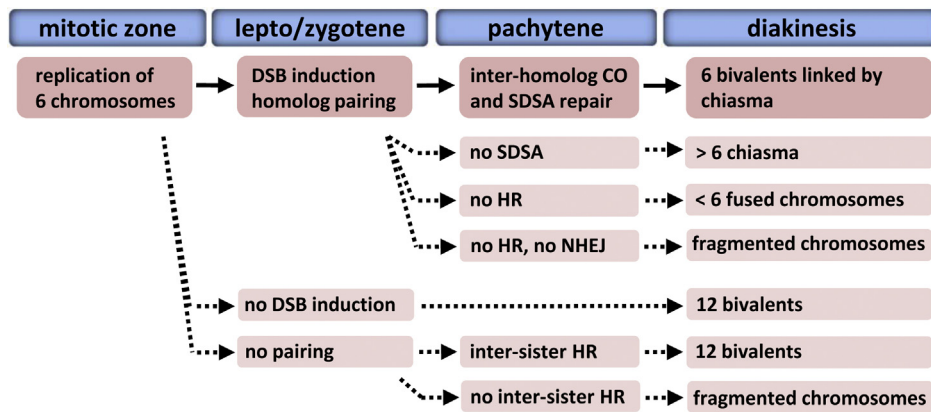 mitotic zone
lepto/zygotene
pachytene
diakinesis
replication of
6 chromosomes
DSB induction
homolog pairing
inter-homolog CO
and SDSA repair
6 bivalents linked by
chiasma
no SDSA
> 6 chiasma
no HR
< 6 fused chromosomes
no HR, no NHEJ
fragmented chromosomes
no DSB induction
12 bivalents
no pairing
inter-sister HR
12 bivalents
no inter-sister HR
fragmented chromosomes